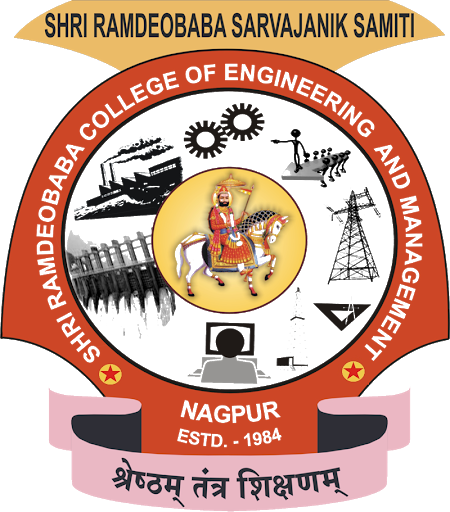 SHRI RAMDEOBABA SARVAJANIK SAMITI
SHRI RAMDEOBABA COLLEGE OF ENGINEERING AND MANAGEMENT
NAGPUR
ESTD. - 1984
श्रेष्ठम् तंत्र शिक्षणम्